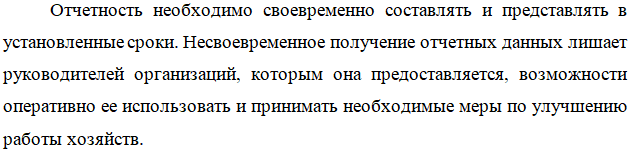 Отчетность необходимо своевременно составлять и представлять в
установленные сроки. Несвоевременное получение отчетных данных лишает
руководителей организаций, которым она предоставляется, возможности
оперативно ее использовать и принимать необходимые меры по улучшению
работы хозяйств.